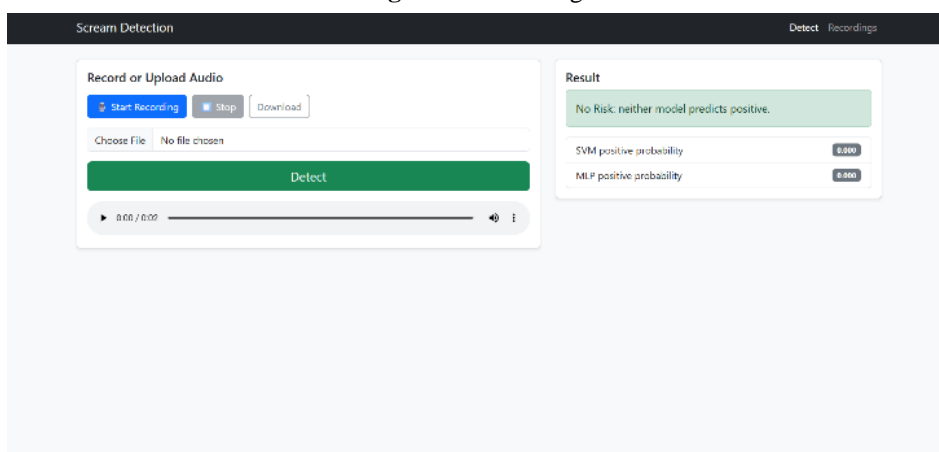 Scream Detection
Detect Recordings
Record or Upload Audio
Start Recording Stop Download
Choose File No file chosen
Detect
0:00 / 0:02
Result
No Risk: neither model predicts positive.
SVM positive probability 0.000
MLP positive probability 0.000